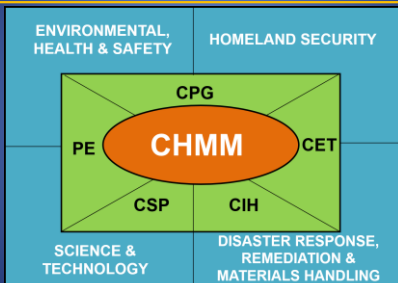 ENVIRONMENTAL,
HEALTH & SAFETY
HOMELAND SECURITY
CPG
PE
CHMM
CET
CSP
CIH
SCIENCE &
TECHNOLOGY
DISASTER RESPONSE,
REMEDIATION &
MATERIALS HANDLING